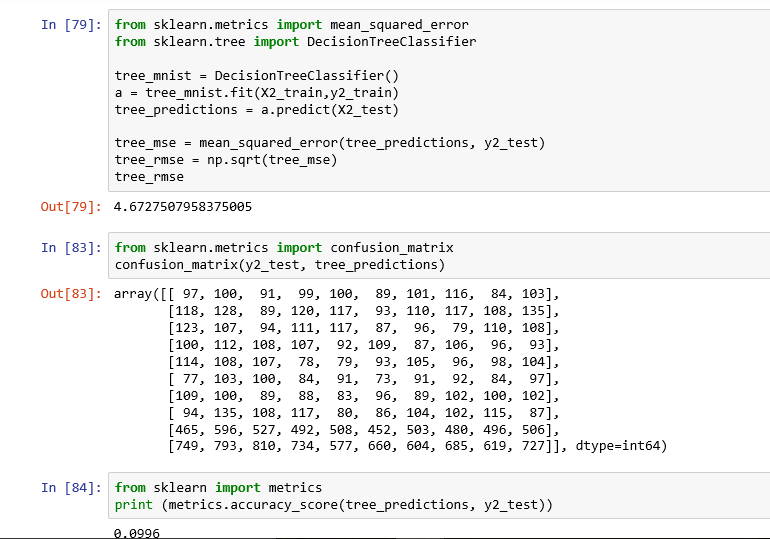 In [79]: from sklearn.metrics import mean_squared_error
from sklearn.tree import DecisionTreeClassifier
tree_mnist = DecisionTreeClassifier()
a = tree_mnist.fit(X2_train,y2_train)
tree_predictions = a.predict(X2_test)
tree_mse = mean_squared_error(tree_predictions, y2_test)
tree_rmse = np.sqrt(tree_mse)
tree_rmse
Out[79]: 4.6727507958375005
In [83]: from sklearn.metrics import confusion_matrix
confusion_matrix(y2_test, tree_predictions)
Out[83]: array([[ 97, 100,  91,  99, 100,  89, 101, 116,  84, 103],
[118, 128,  89, 120, 117,  93, 110, 117, 108, 135],
[123, 107,  94, 111, 117,  87,  96,  79, 110, 108],
[100, 112, 108, 107,  92, 109,  87, 106,  96,  93],
[114, 108, 107,  78,  79,  93, 105,  96,  98, 104],
[ 77, 103, 100,  84,  91,  73,  91,  92,  84,  97],
[109, 100,  89,  88,  83,  96,  89, 102, 100, 102],
[ 94, 135, 108, 117,  80,  86, 104, 102, 115,  87],
[465, 596, 527, 492, 508, 452, 503, 480, 496, 506],
[749, 793, 810, 734, 577, 660, 604, 685, 619, 727]], dtype=int64)
In [84]: from sklearn import metrics
print (metrics.accuracy_score(tree_predictions, y2_test))
0.0996